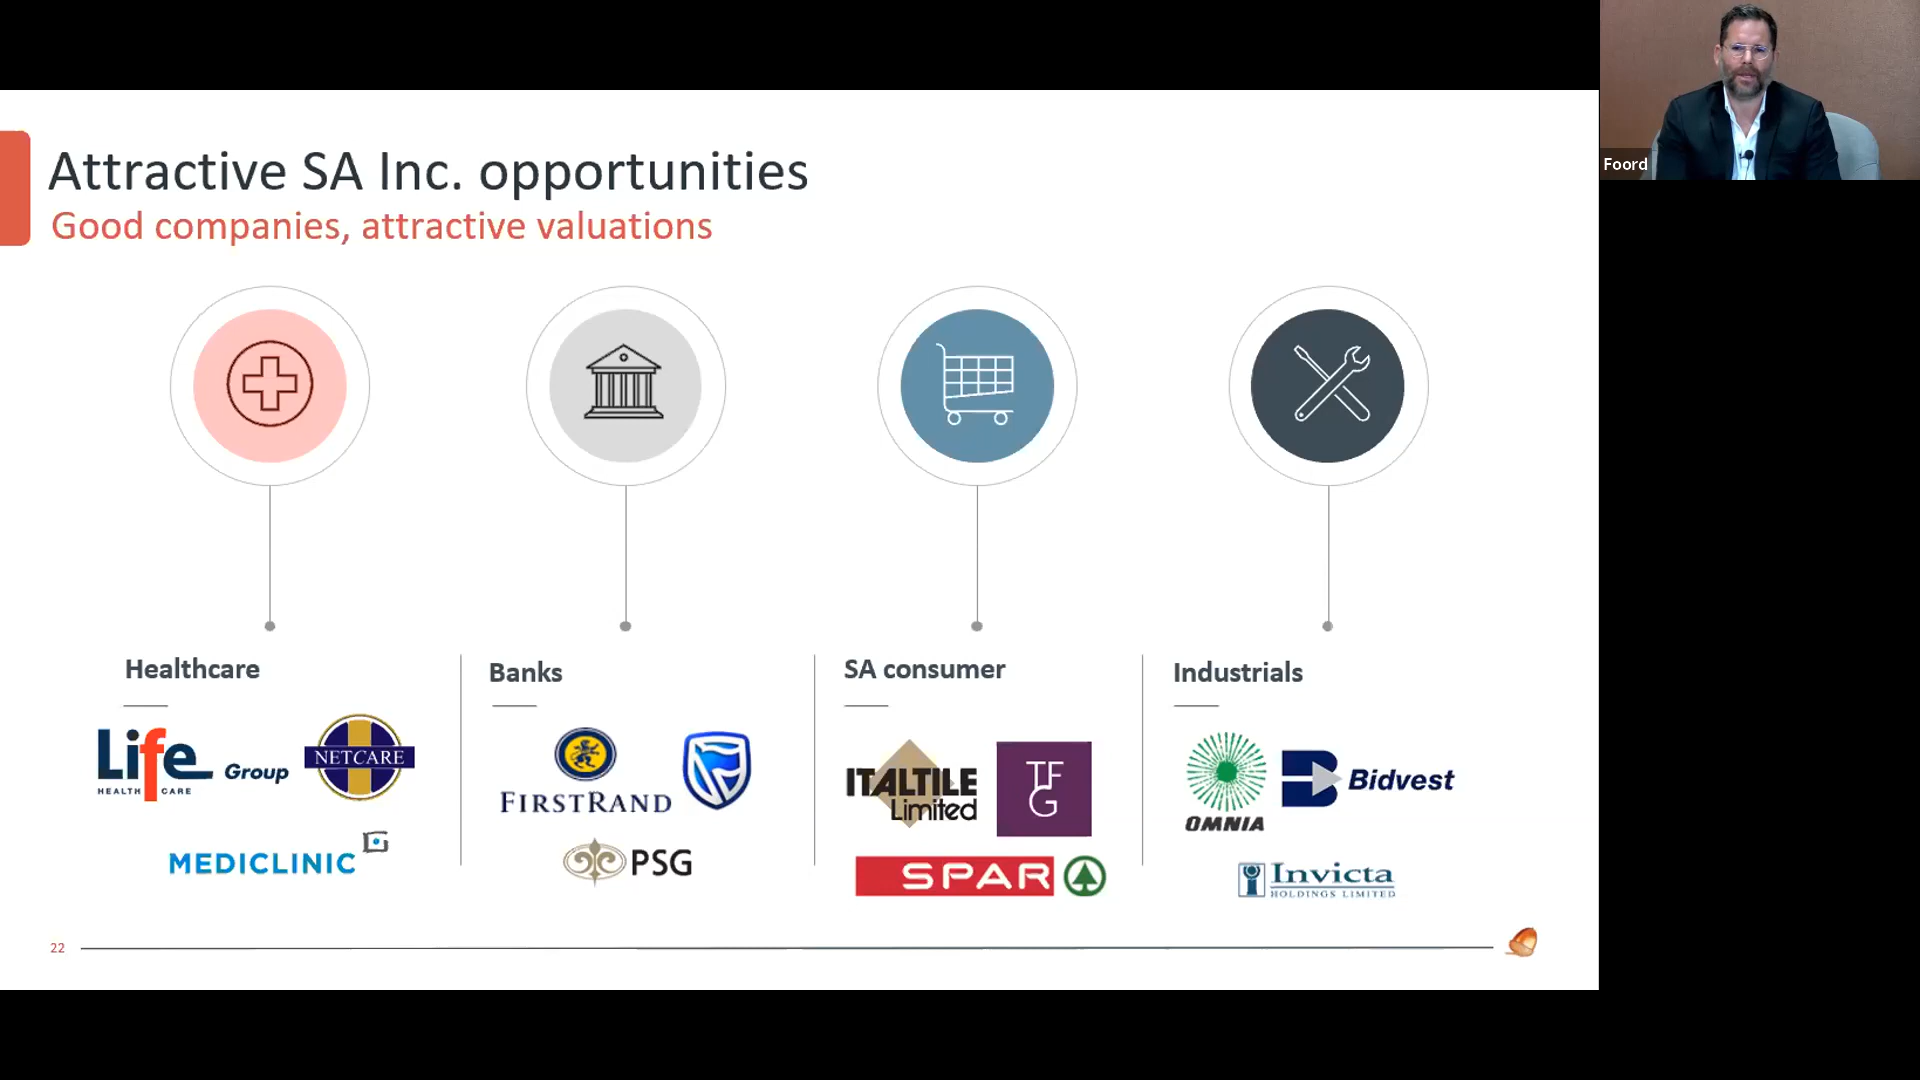 Foord
Attractive SA Inc. opportunities
Good companies, attractive valuations
Healthcare
Life Group
HEALTH CARE
NETCARE
MEDICLINIC
Banks
FIRSTRAND
PSG
SA consumer
ITALTILE
Limited
TFG
SPAR
Industrials
OMNIA
Bidvest
Invicta
HOLDINGS LIMITED
22